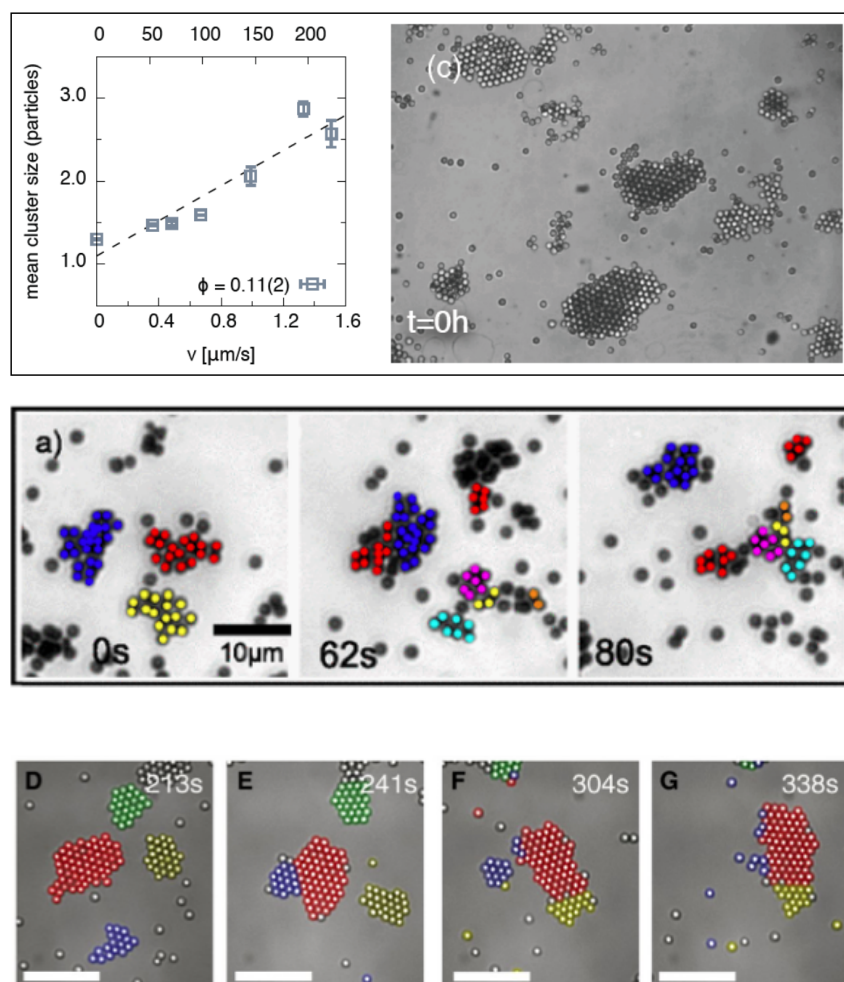 0 50 100 150 200
mean cluster size (particles)
3.0
2.0
1.0
ϕ = 0.11(2)
0 0.4 0.8 1.2 1.6
v [µm/s]
(c)
t=0h
a)
0s
10µm
62s
80s
D 213s
E 241s
F 304s
G 338s